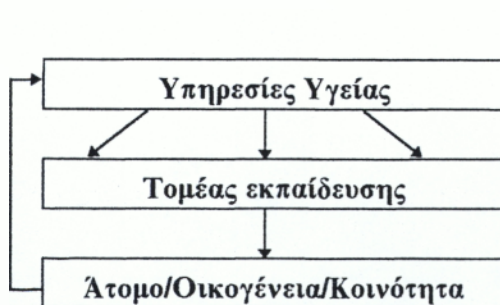 Υπηρεσίες Υγείας
Τομέας εκπαίδευσης
Άτομο/Οικογένεια/Κοινότητα